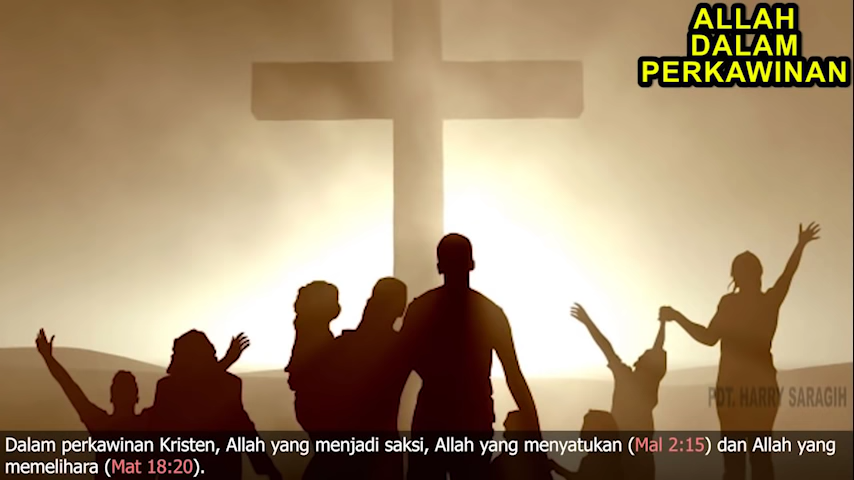 ALLAH
DALAM
PERKAWINAN
PDT. HARRY SARAGIH
Dalam perkawinan Kristen, Allah yang menjadi saksi, Allah yang menyatukan (Mal 2:15) dan Allah yang
memelihara (Mat 18:20).